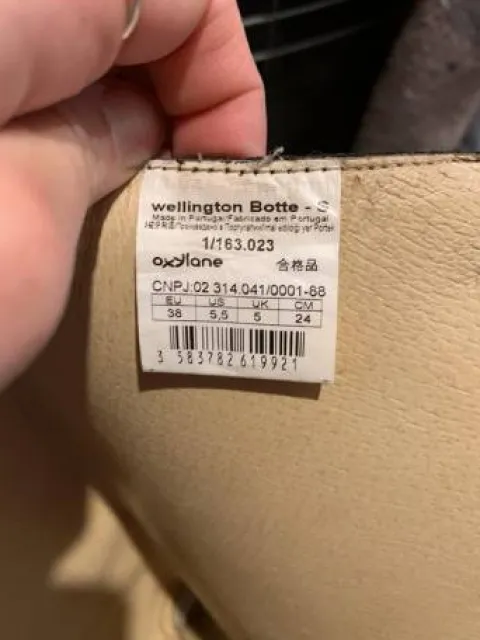 wellington Botte - S
Made in Portugal/Fabricado em Portugal
1/163.023
oxylane 合格品
CNPJ:02 314.041/0001-88
EU US UK CM
38 5,5 5 24
3 583782 619921